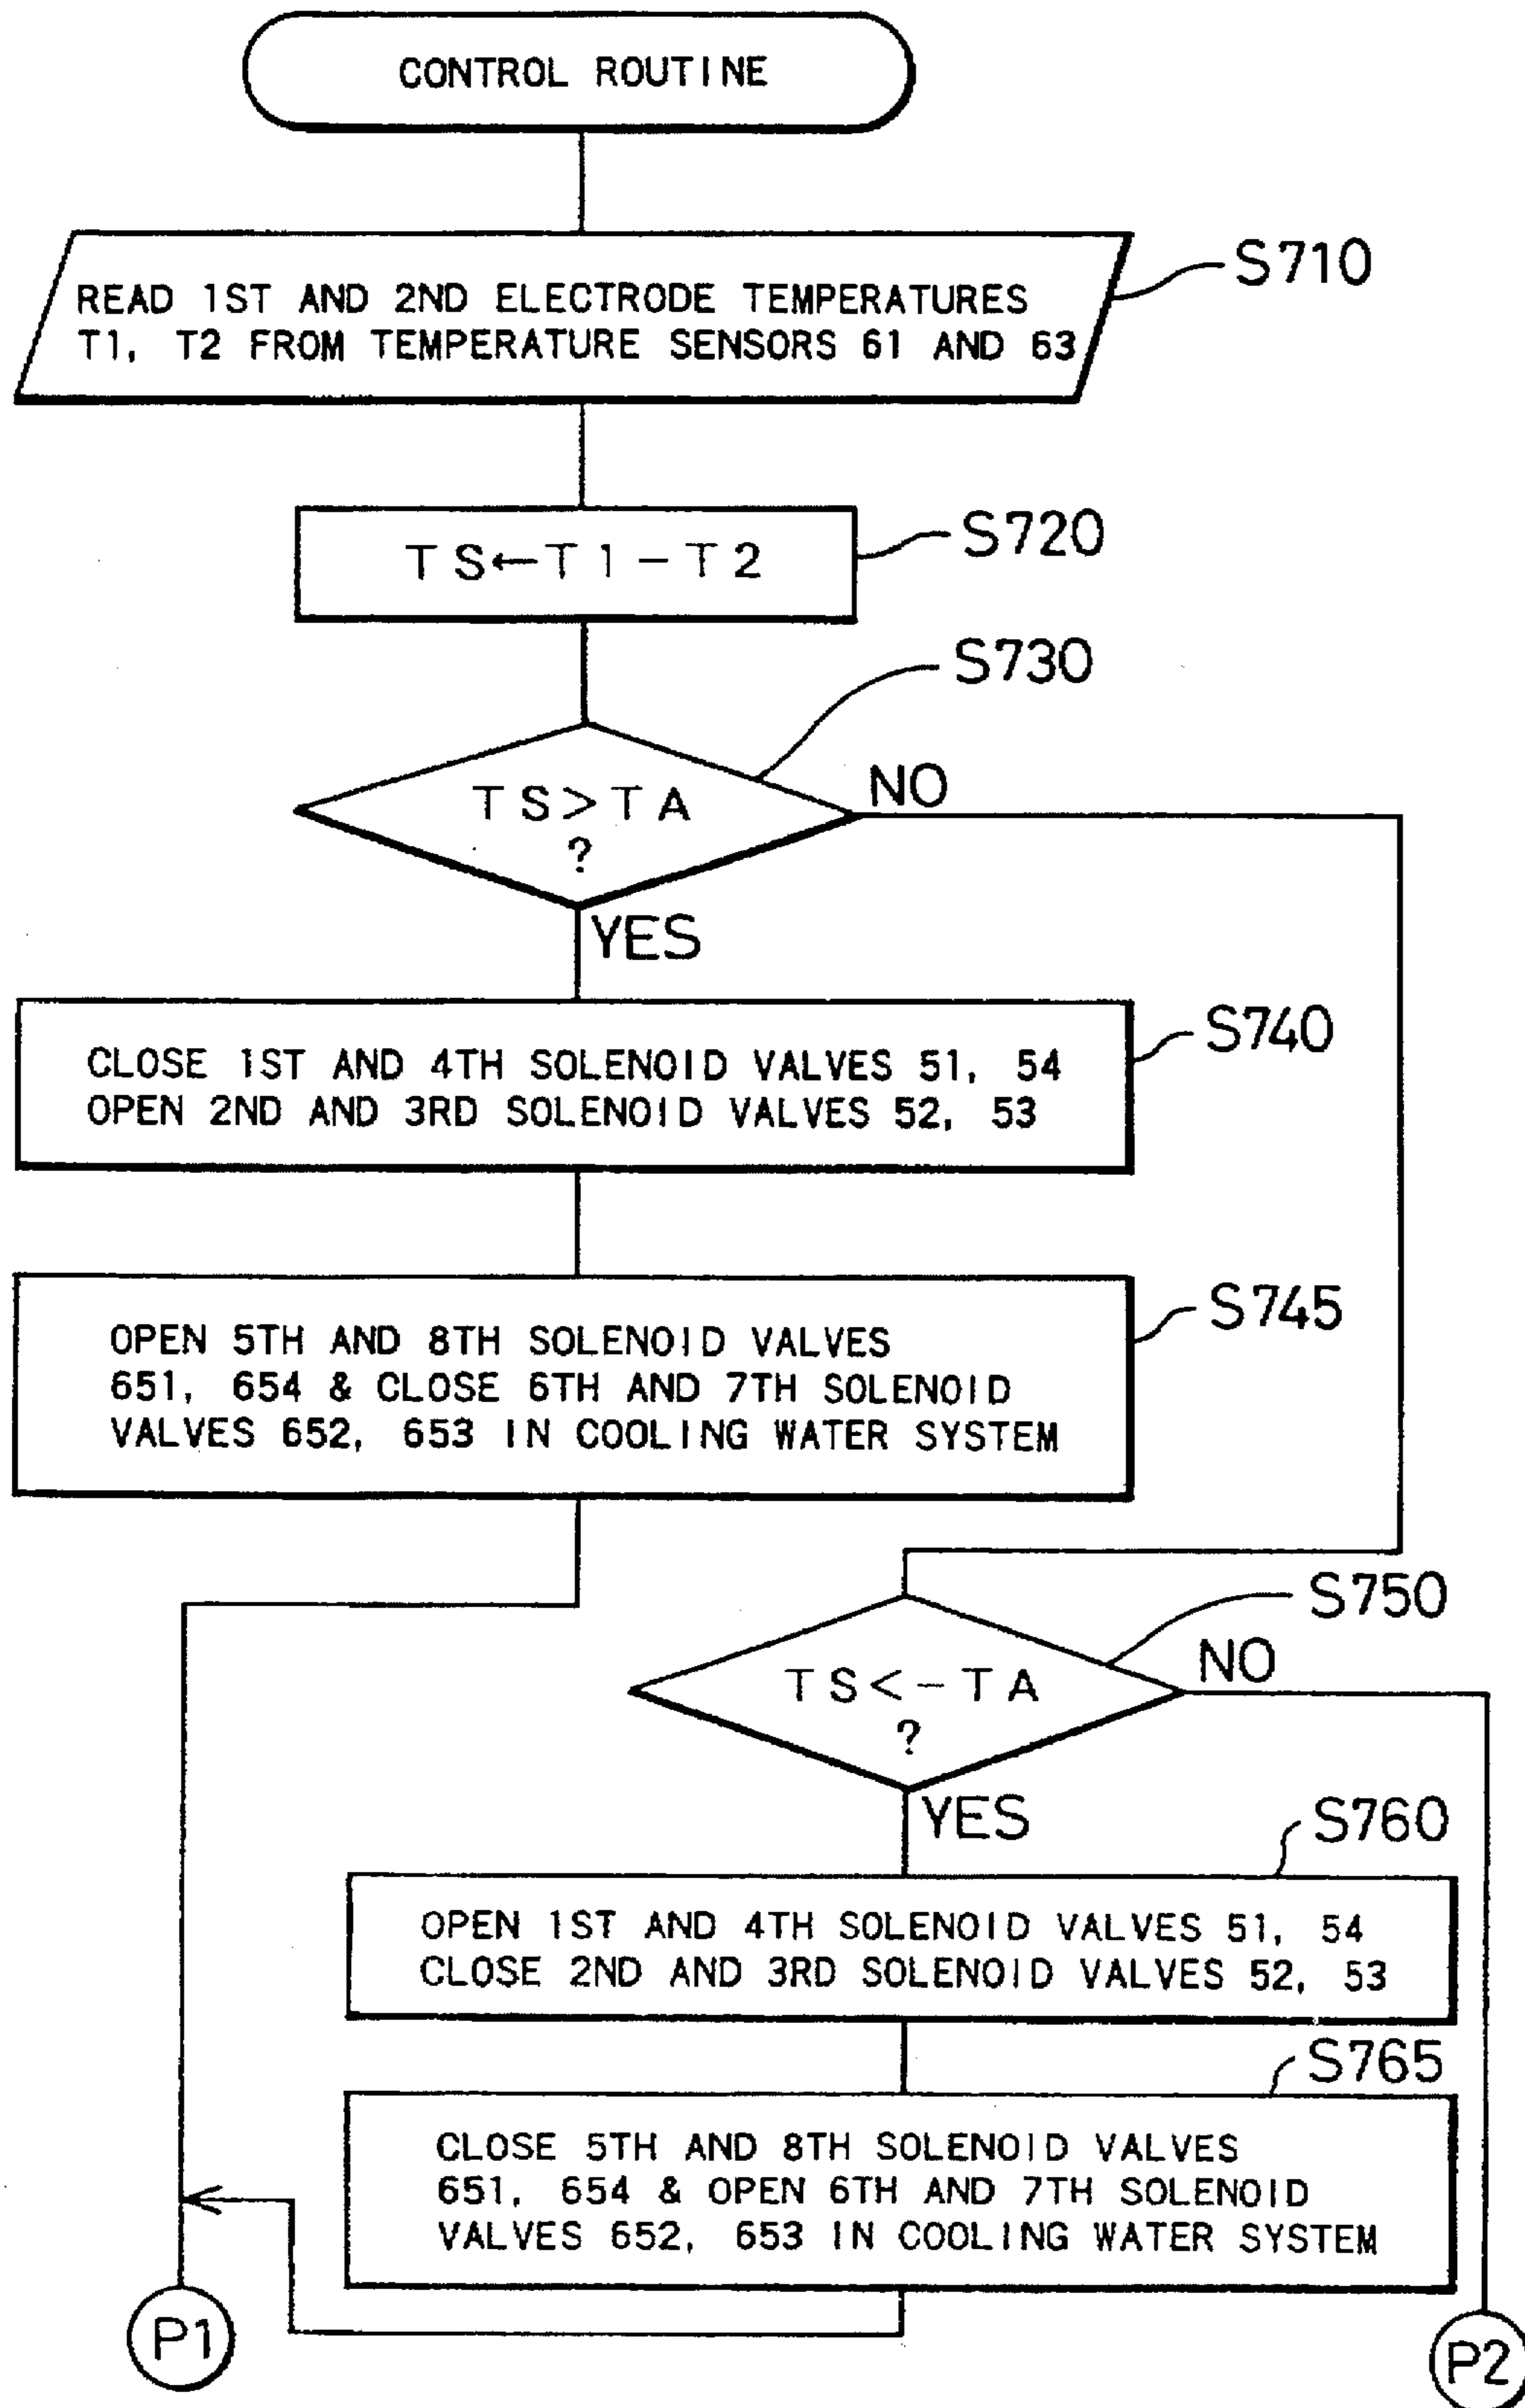 CONTROL ROUTINE
S710
READ 1ST AND 2ND ELECTRODE TEMPERATURES
T1, T2 FROM TEMPERATURE SENSORS 61 AND 63
S720
TS←T1-T2
S730
TS>TA
?
NO
YES
S740
CLOSE 1ST AND 4TH SOLENOID VALVES 51, 54
OPEN 2ND AND 3RD SOLENOID VALVES 52, 53
S745
OPEN 5TH AND 8TH SOLENOID VALVES
651, 654 & CLOSE 6TH AND 7TH SOLENOID
VALVES 652, 653 IN COOLING WATER SYSTEM
S750
TS<-TA
?
NO
YES
S760
OPEN 1ST AND 4TH SOLENOID VALVES 51, 54
CLOSE 2ND AND 3RD SOLENOID VALVES 52, 53
S765
CLOSE 5TH AND 8TH SOLENOID VALVES
651, 654 & OPEN 6TH AND 7TH SOLENOID
VALVES 652, 653 IN COOLING WATER SYSTEM
P1
P2